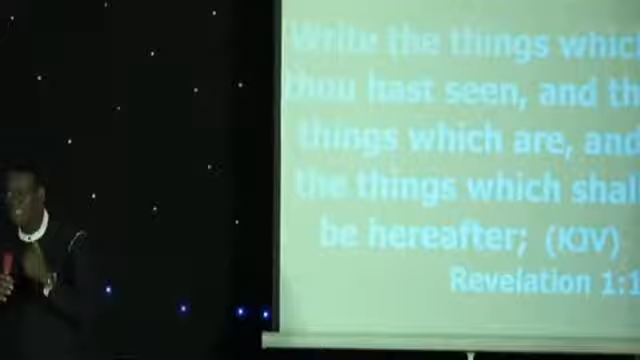 Write the things which
thou hast seen, and th
things which are, and
the things which shal
be hereafter; (KJV)
Revelation 1:1